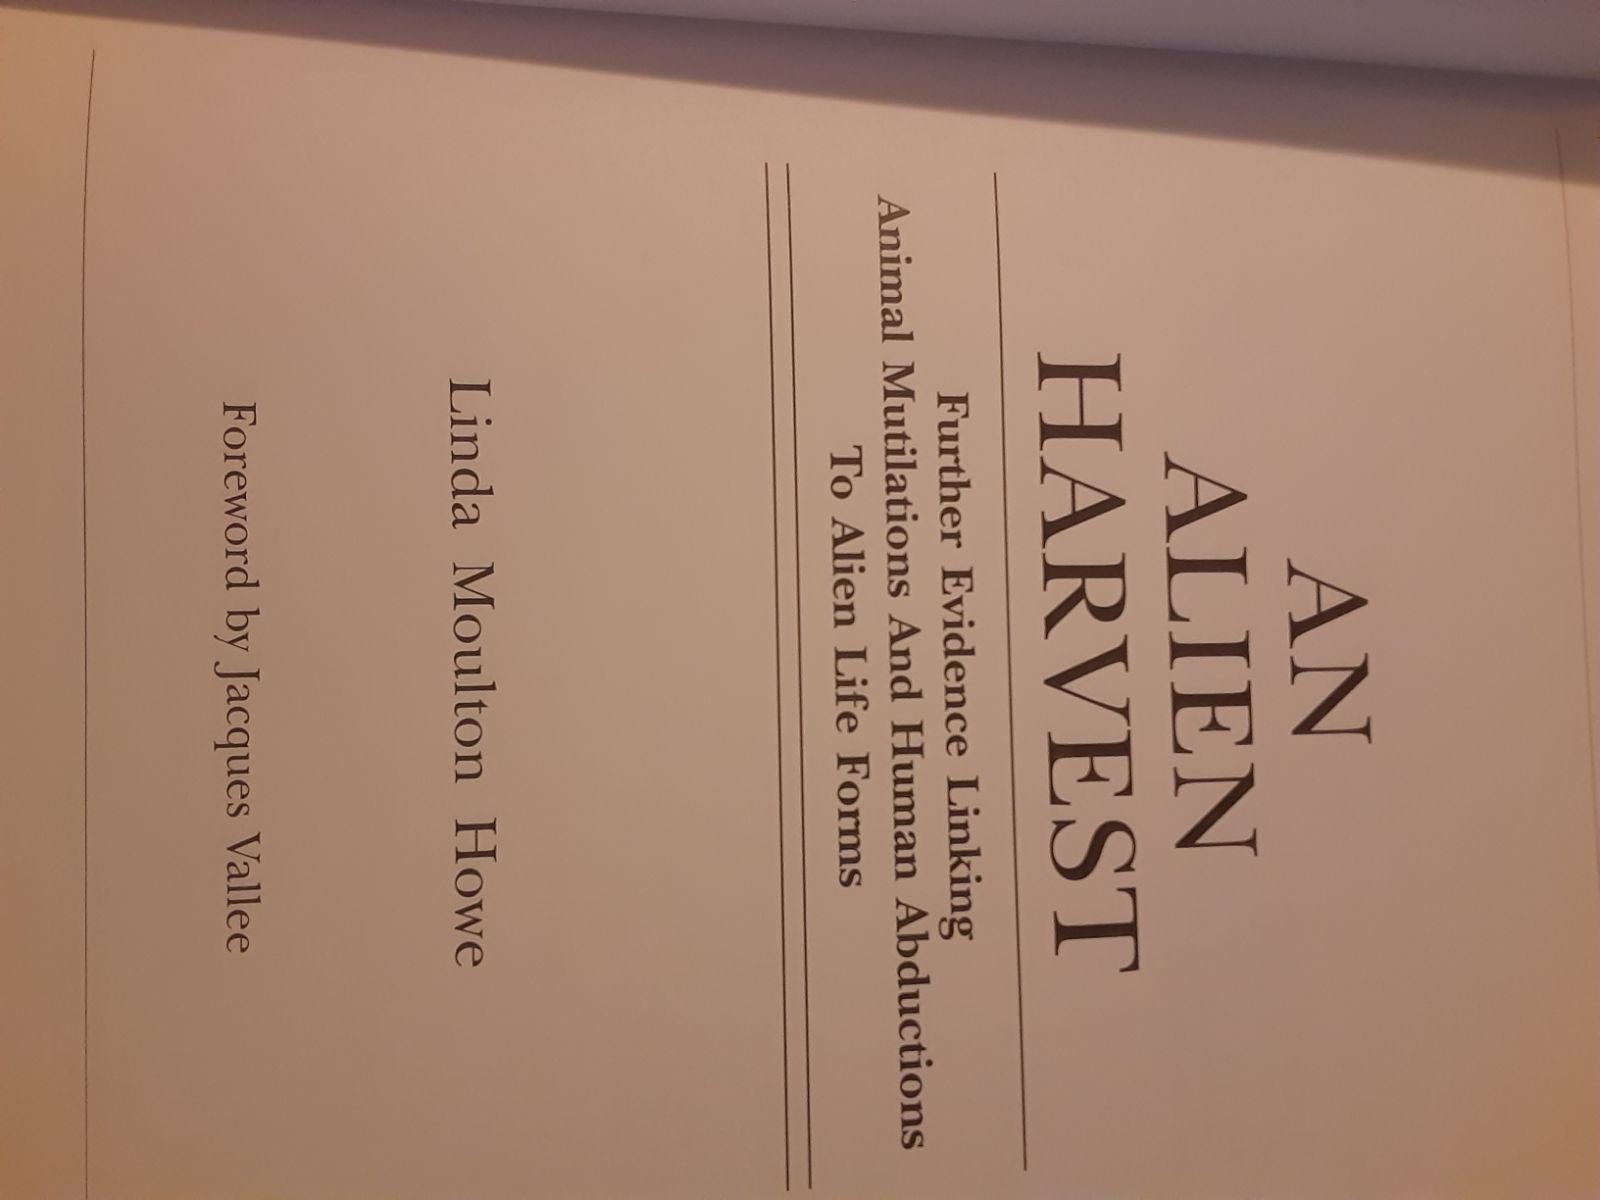 AN
ALIEN
HARVEST
Further Evidence Linking
Animal Mutilations And Human Abductions
To Alien Life Forms
Linda Moulton Howe
Foreword by Jacques Vallee